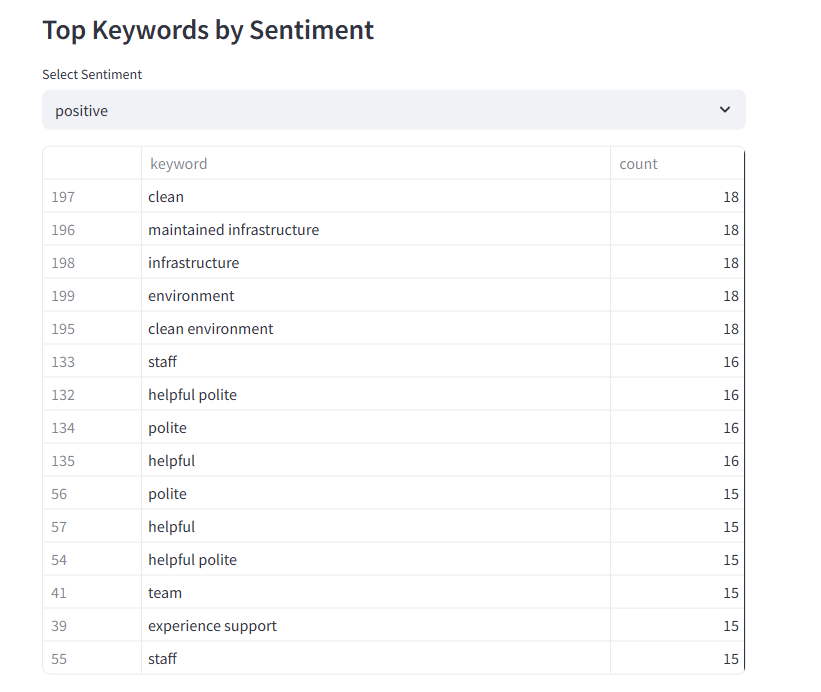 Top Keywords by Sentiment
Select Sentiment
positive
keyword count
197 clean 18
196 maintained infrastructure 18
198 infrastructure 18
199 environment 18
195 clean environment 18
133 staff 16
132 helpful polite 16
134 polite 16
135 helpful 16
56 polite 15
57 helpful 15
54 helpful polite 15
41 team 15
39 experience support 15
55 staff 15